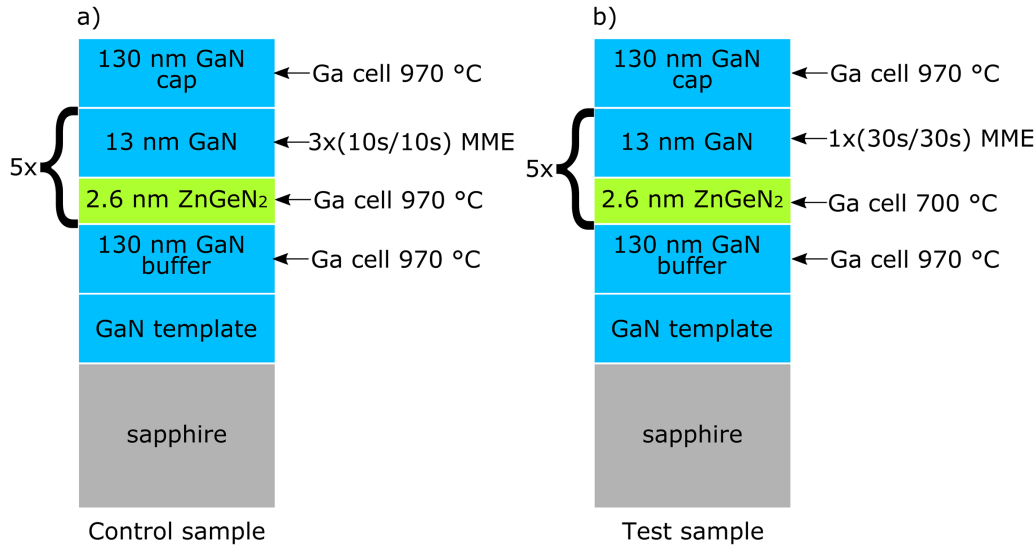 a)
130 nm GaN
cap
Ga cell 970 °C
5x
13 nm GaN
3x(10s/10s) MME
2.6 nm ZnGeN₂
Ga cell 970 °C
130 nm GaN
buffer
Ga cell 970 °C
GaN template
sapphire
Control sample
b)
130 nm GaN
cap
Ga cell 970 °C
5x
13 nm GaN
1x(30s/30s) MME
2.6 nm ZnGeN₂
Ga cell 700 °C
130 nm GaN
buffer
Ga cell 970 °C
GaN template
sapphire
Test sample